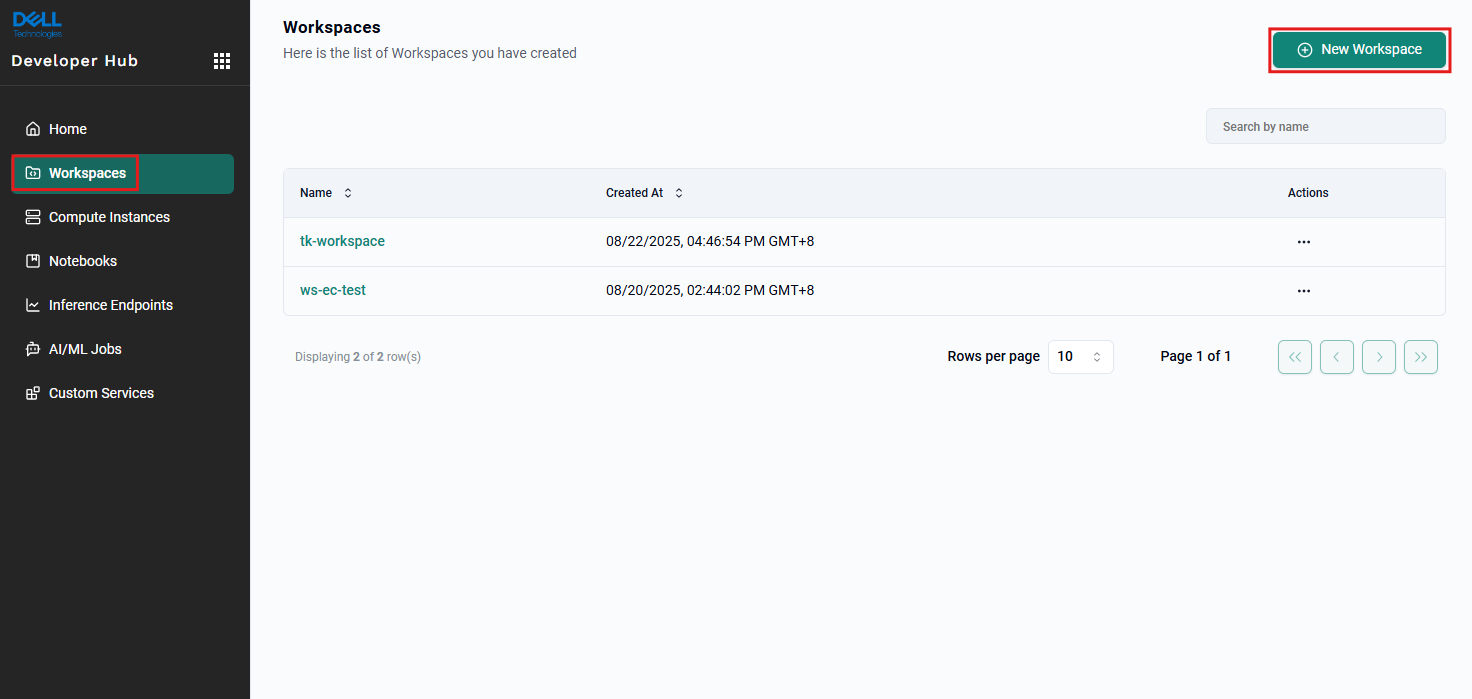 DELL
Technologies
Developer Hub
Home
Workspaces
Compute Instances
Notebooks
Inference Endpoints
AI/ML Jobs
Custom Services
Workspaces
Here is the list of Workspaces you have created
New Workspace
Search by name
Name Created At Actions
tk-workspace 08/22/2025, 04:46:54 PM GMT+8 ...
ws-ec-test 08/20/2025, 02:44:02 PM GMT+8 ...
Displaying 2 of 2 row(s) Rows per page 10 Page 1 of 1